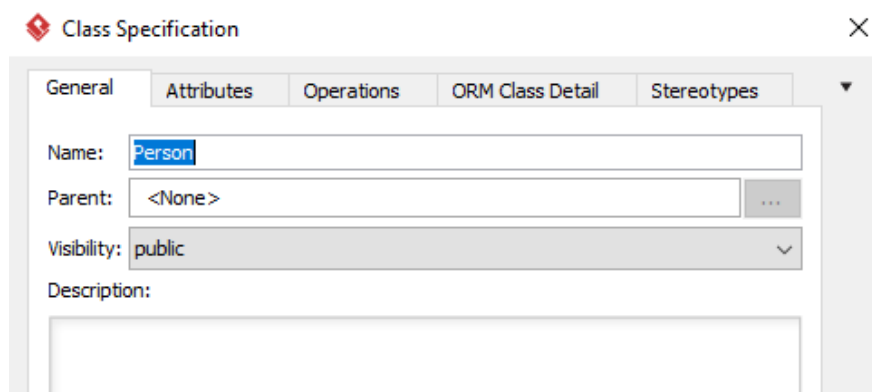 Class Specification
General Attributes Operations ORM Class Detail Stereotypes
Name: Person
Parent: <None> ...
Visibility: public
Description: